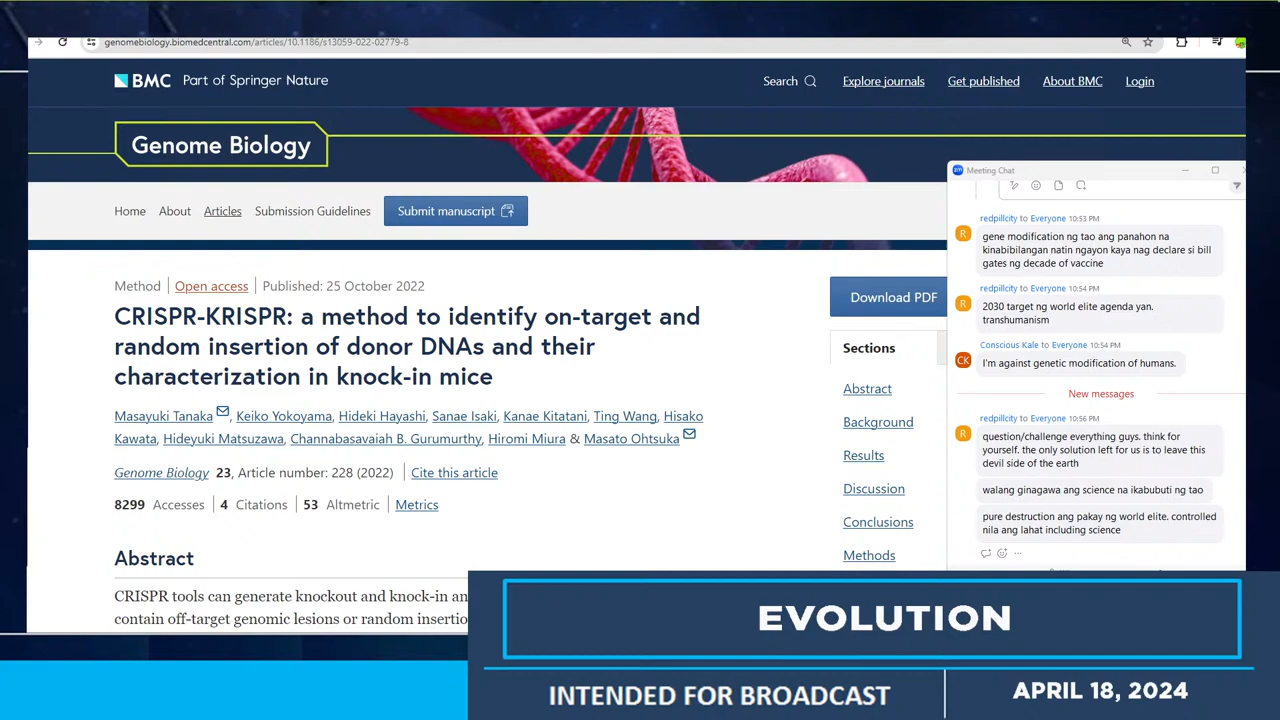 genomebiology.biomedcentral.com/articles/10.1186/s13059-022-02779-8
BMC Part of Springer Nature
Search Explore journals Get published About BMC Login
Genome Biology
Home About Articles Submission Guidelines Submit manuscript
Method Open access Published: 25 October 2022
CRISPR-KRISPR: a method to identify on-target and
random insertion of donor DNAs and their
characterization in knock-in mice
Masayuki Tanaka, Keiko Yokoyama, Hideki Hayashi, Sanae Isaki, Kanae Kitatani, Ting Wang, Hisako
Kawata, Hideyuki Matsuzawa, Channabasavaiah B. Gurumurthy, Hiromi Miura & Masato Ohtsuka
Genome Biology 23, Article number: 228 (2022) Cite this article
8299 Accesses 4 Citations 53 Altmetric Metrics
Abstract
CRISPR tools can generate knockout and knock-in an
contain off-target genomic lesions or random insertio
Download PDF
Sections
Abstract
Background
Results
Discussion
Conclusions
Methods
zm Meeting Chat
redpillcity to Everyone 10:53 PM
R
gene modification ng tao ang panahon na
kinabibilangan natin ngayon kaya nag declare si bill
gates ng decade of vaccine
redpillcity to Everyone 10:54 PM
R
2030 target ng world elite agenda yan.
transhumanism
Conscious Kale to Everyone 10:54 PM
CK
I'm against genetic modification of humans.
New messages
redpillcity to Everyone 10:56 PM
R
question/challenge everything guys. think for
yourself. the only solution left for us is to leave this
devil side of the earth
walang ginagawa ang science na ikabubuti ng tao
pure destruction ang pakay ng world elite. controlled
nila ang lahat including science
EVOLUTION
INTENDED FOR BROADCAST
APRIL 18, 2024